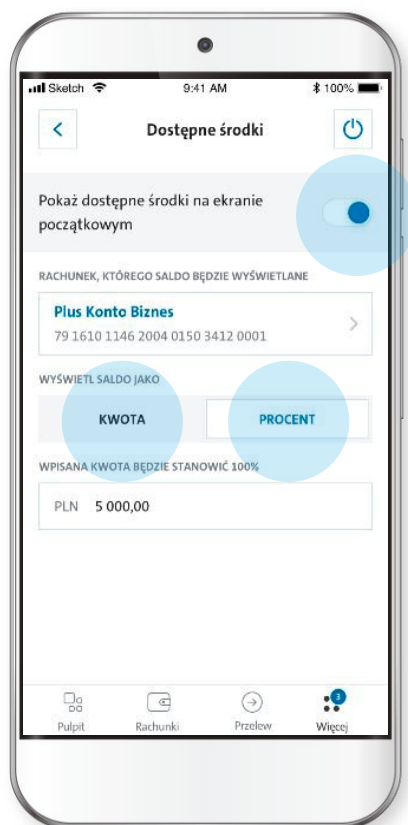 Sketch 9:41 AM 100%
Dostępne środki
Pokaż dostępne środki na ekranie
początkowym
RACHUNEK, KTÓREGO SALDO BĘDZIE WYŚWIETLANE
Plus Konto Biznes
79 1610 1146 2004 0150 3412 0001
WYŚWIETL SALDO JAKO
KWOTA PROCENT
WPISANA KWOTA BĘDZIE STANOWIĆ 100%
PLN 5 000,00
3
Pulpit Rachunki Przelew Więcej